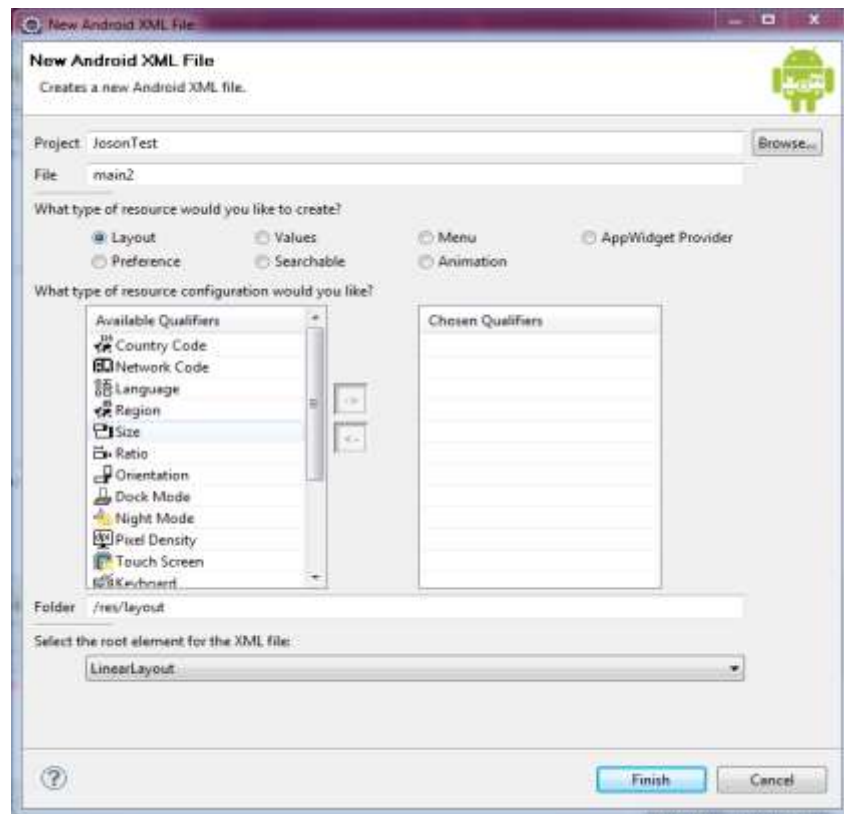 New Android XML File
New Android XML File
Creates a new Android XML file.
Project JosonTest Browse...
File main2
What type of resource would you like to create?
Layout Values Menu AppWidget Provider
Preference Searchable Animation
What type of resource configuration would you like?
Available Qualifiers Chosen Qualifiers
Country Code
Network Code
Language
Region
-> 
Size
<-
Ratio
Orientation
Dock Mode
Night Mode
Pixel Density
Touch Screen
Keyboard
Folder /res/layout
Select the root element for the XML file:
LinearLayout
Finish Cancel